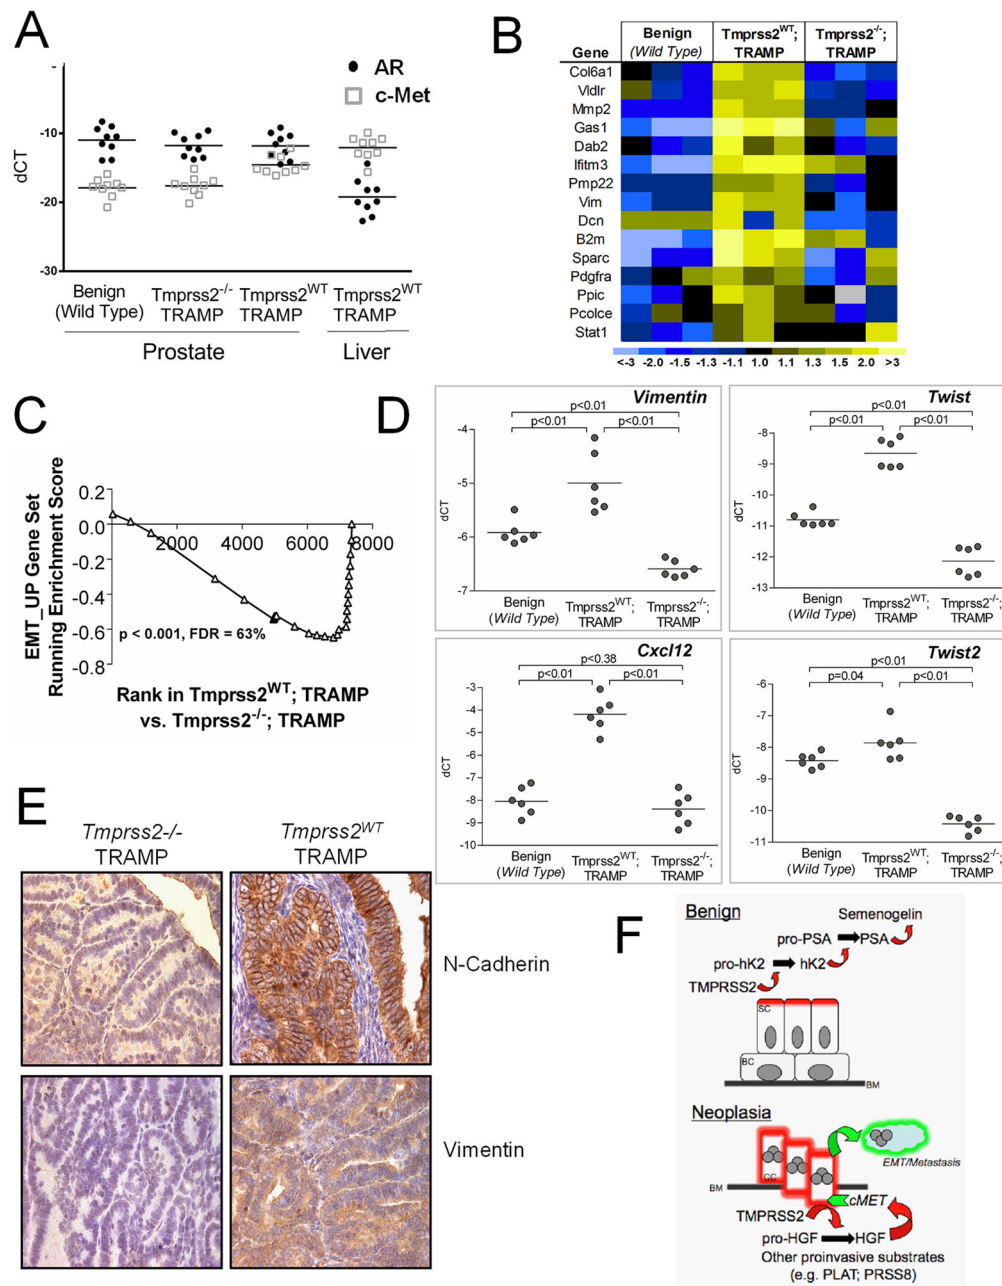 A
AR
c-Met
dCT
-10
-20
-30
Benign
(Wild Type)
Tmprss2-/-
TRAMP
Tmprss2WT
TRAMP
Tmprss2WT
TRAMP
Prostate
Liver
B
Gene
Benign
(Wild Type)
Tmprss2WT;
TRAMP
Tmprss2-/-;
TRAMP
Col6a1
Vldlr
Mmp2
Gas1
Dab2
Ifitm3
Pmp22
Vim
Dcn
B2m
Sparc
Pdgfra
Ppic
Pcolce
Stat1
<-3 -2.0 -1.5 -1.3 -1.1 1.0 1.1 1.3 1.5 2.0 >3
C
EMT_UP Gene Set
Running Enrichment Score
0.2
0.0
-0.2
-0.4
-0.6
-0.8
2000 4000 6000 8000
p < 0.001, FDR = 63%
Rank in Tmprss2WT; TRAMP
vs. Tmprss2-/-; TRAMP
D
Vimentin
p<0.01
p<0.01 p<0.01
dCT
-4
-5
-6
-7
Benign
(Wild Type)
Tmprss2WT;
TRAMP
Tmprss2-/-;
TRAMP
Twist
p<0.01
p<0.01 p<0.01
dCT
-8
-9
-10
-11
-12
-13
Benign
(Wild Type)
Tmprss2WT;
TRAMP
Tmprss2-/-;
TRAMP
Cxcl12
p<0.38
p<0.01 p<0.01
dCT
-3
-4
-5
-6
-7
-8
-9
-10
Benign
(Wild Type)
Tmprss2WT;
TRAMP
Tmprss2-/-;
TRAMP
Twist2
p<0.01
p=0.04 p<0.01
dCT
-6
-7
-8
-9
-10
-11
Benign
(Wild Type)
Tmprss2WT;
TRAMP
Tmprss2-/-;
TRAMP
E
Tmprss2-/-
TRAMP
Tmprss2WT
TRAMP
N-Cadherin
Vimentin
F
Benign
Semenogelin
pro-PSA PSA
pro-hK2 hK2
TMPRSS2
SC
BC
BM
Neoplasia
EMT/Metastasis
CC
BM
cMET
TMPRSS2
pro-HGF HGF
Other proinvasive substrates
(e.g. PLAT; PRSS8)